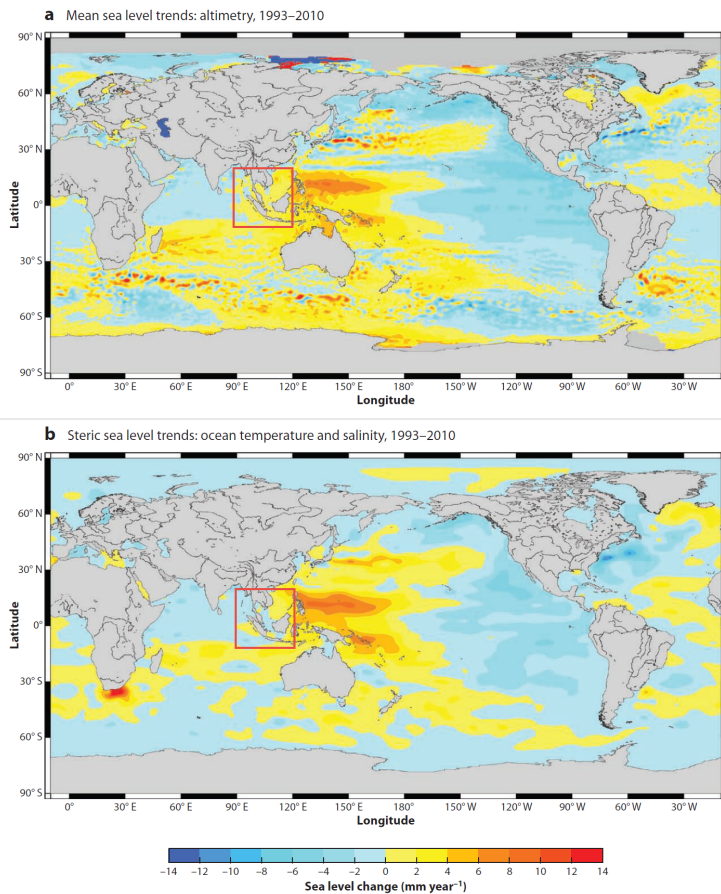 a Mean sea level trends: altimetry, 1993–2010
90° N
60° N
30° N
0°
30° S
60° S
90° S
Latitude
0° 30° E 60° E 90° E 120° E 150° E 180° 150° W 120° W 90° W 60° W 30° W
Longitude
b Steric sea level trends: ocean temperature and salinity, 1993–2010
90° N
60° N
30° N
0°
30° S
60° S
90° S
Latitude
0° 30° E 60° E 90° E 120° E 150° E 180° 150° W 120° W 90° W 60° W 30° W
Longitude
–14 –12 –10 –8 –6 –4 –2 0 2 4 6 8 10 12 14
Sea level change (mm year⁻¹)